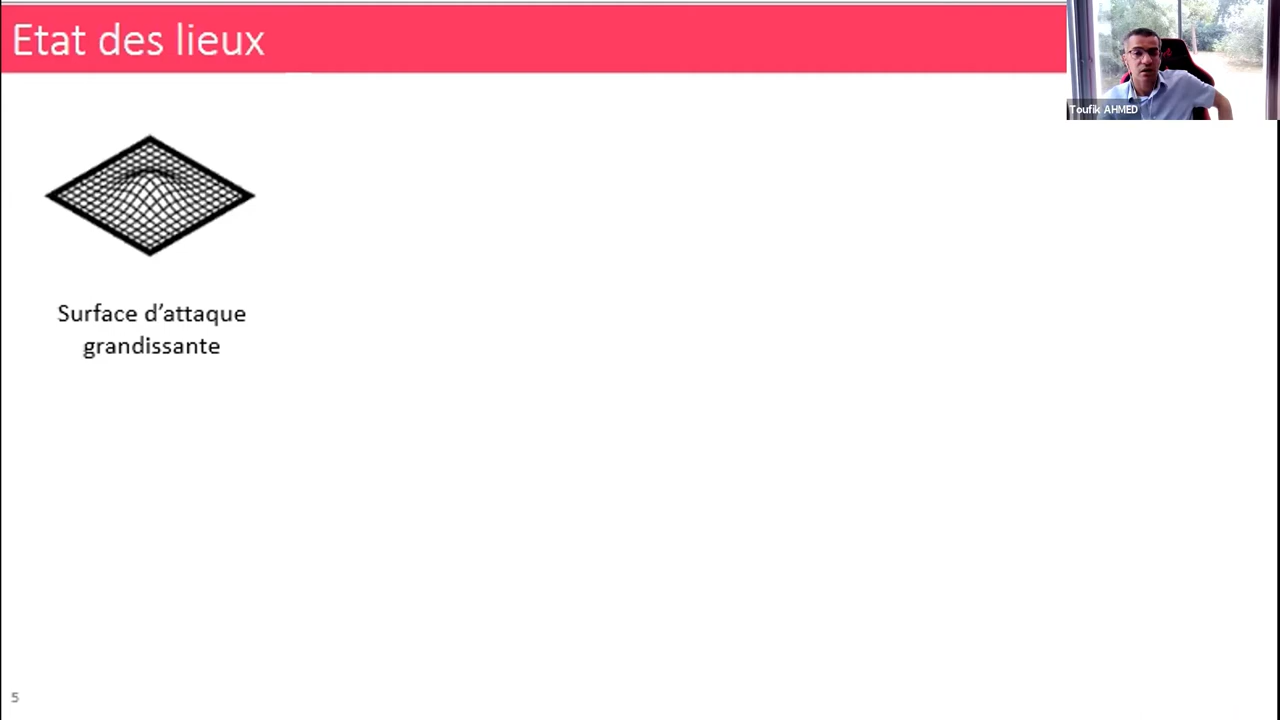 Etat des lieux
Toufik AHMED
Surface d'attaque
grandissante
5